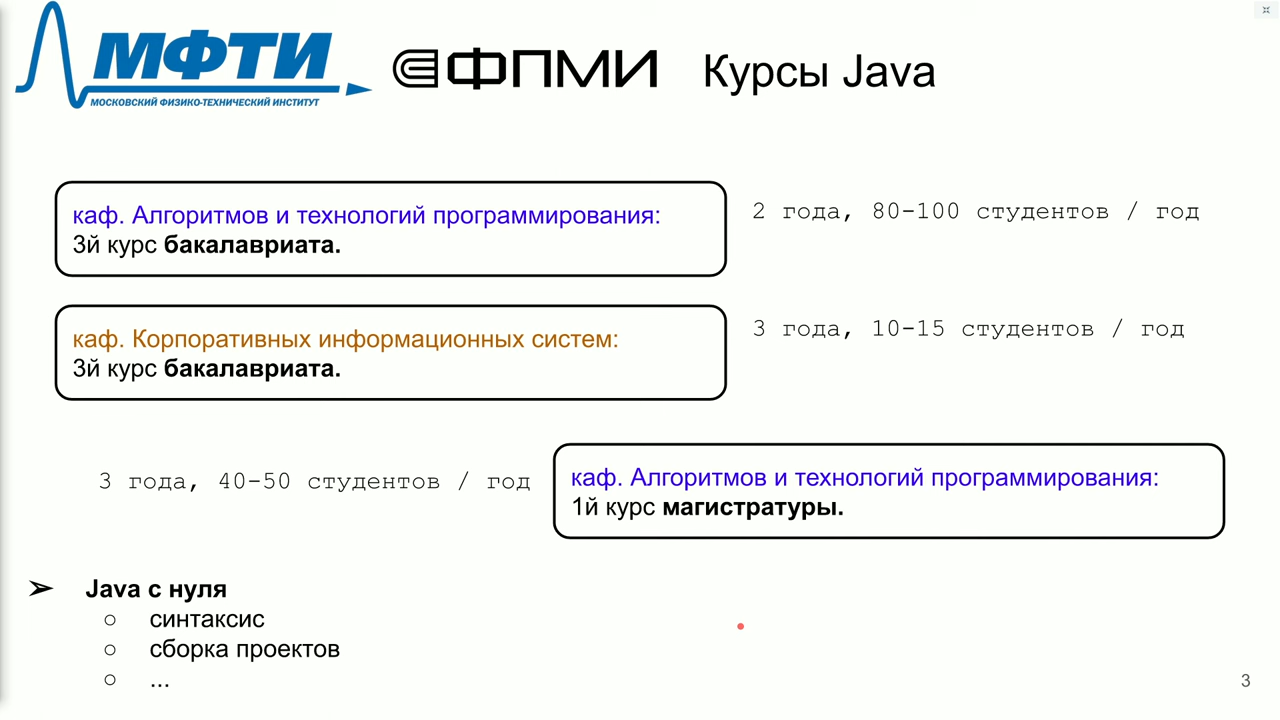 МФТИ
МОСКОВСКИЙ ФИЗИКО-ТЕХНИЧЕСКИЙ ИНСТИТУТ
ФПМИ
Курсы Java
каф. Алгоритмов и технологий программирования:
3й курс бакалавриата.
2 года, 80-100 студентов / год
каф. Корпоративных информационных систем:
3й курс бакалавриата.
3 года, 10-15 студентов / год
3 года, 40-50 студентов / год
каф. Алгоритмов и технологий программирования:
1й курс магистратуры.
➢ Java с нуля
○ синтаксис
○ сборка проектов
○ ...
3